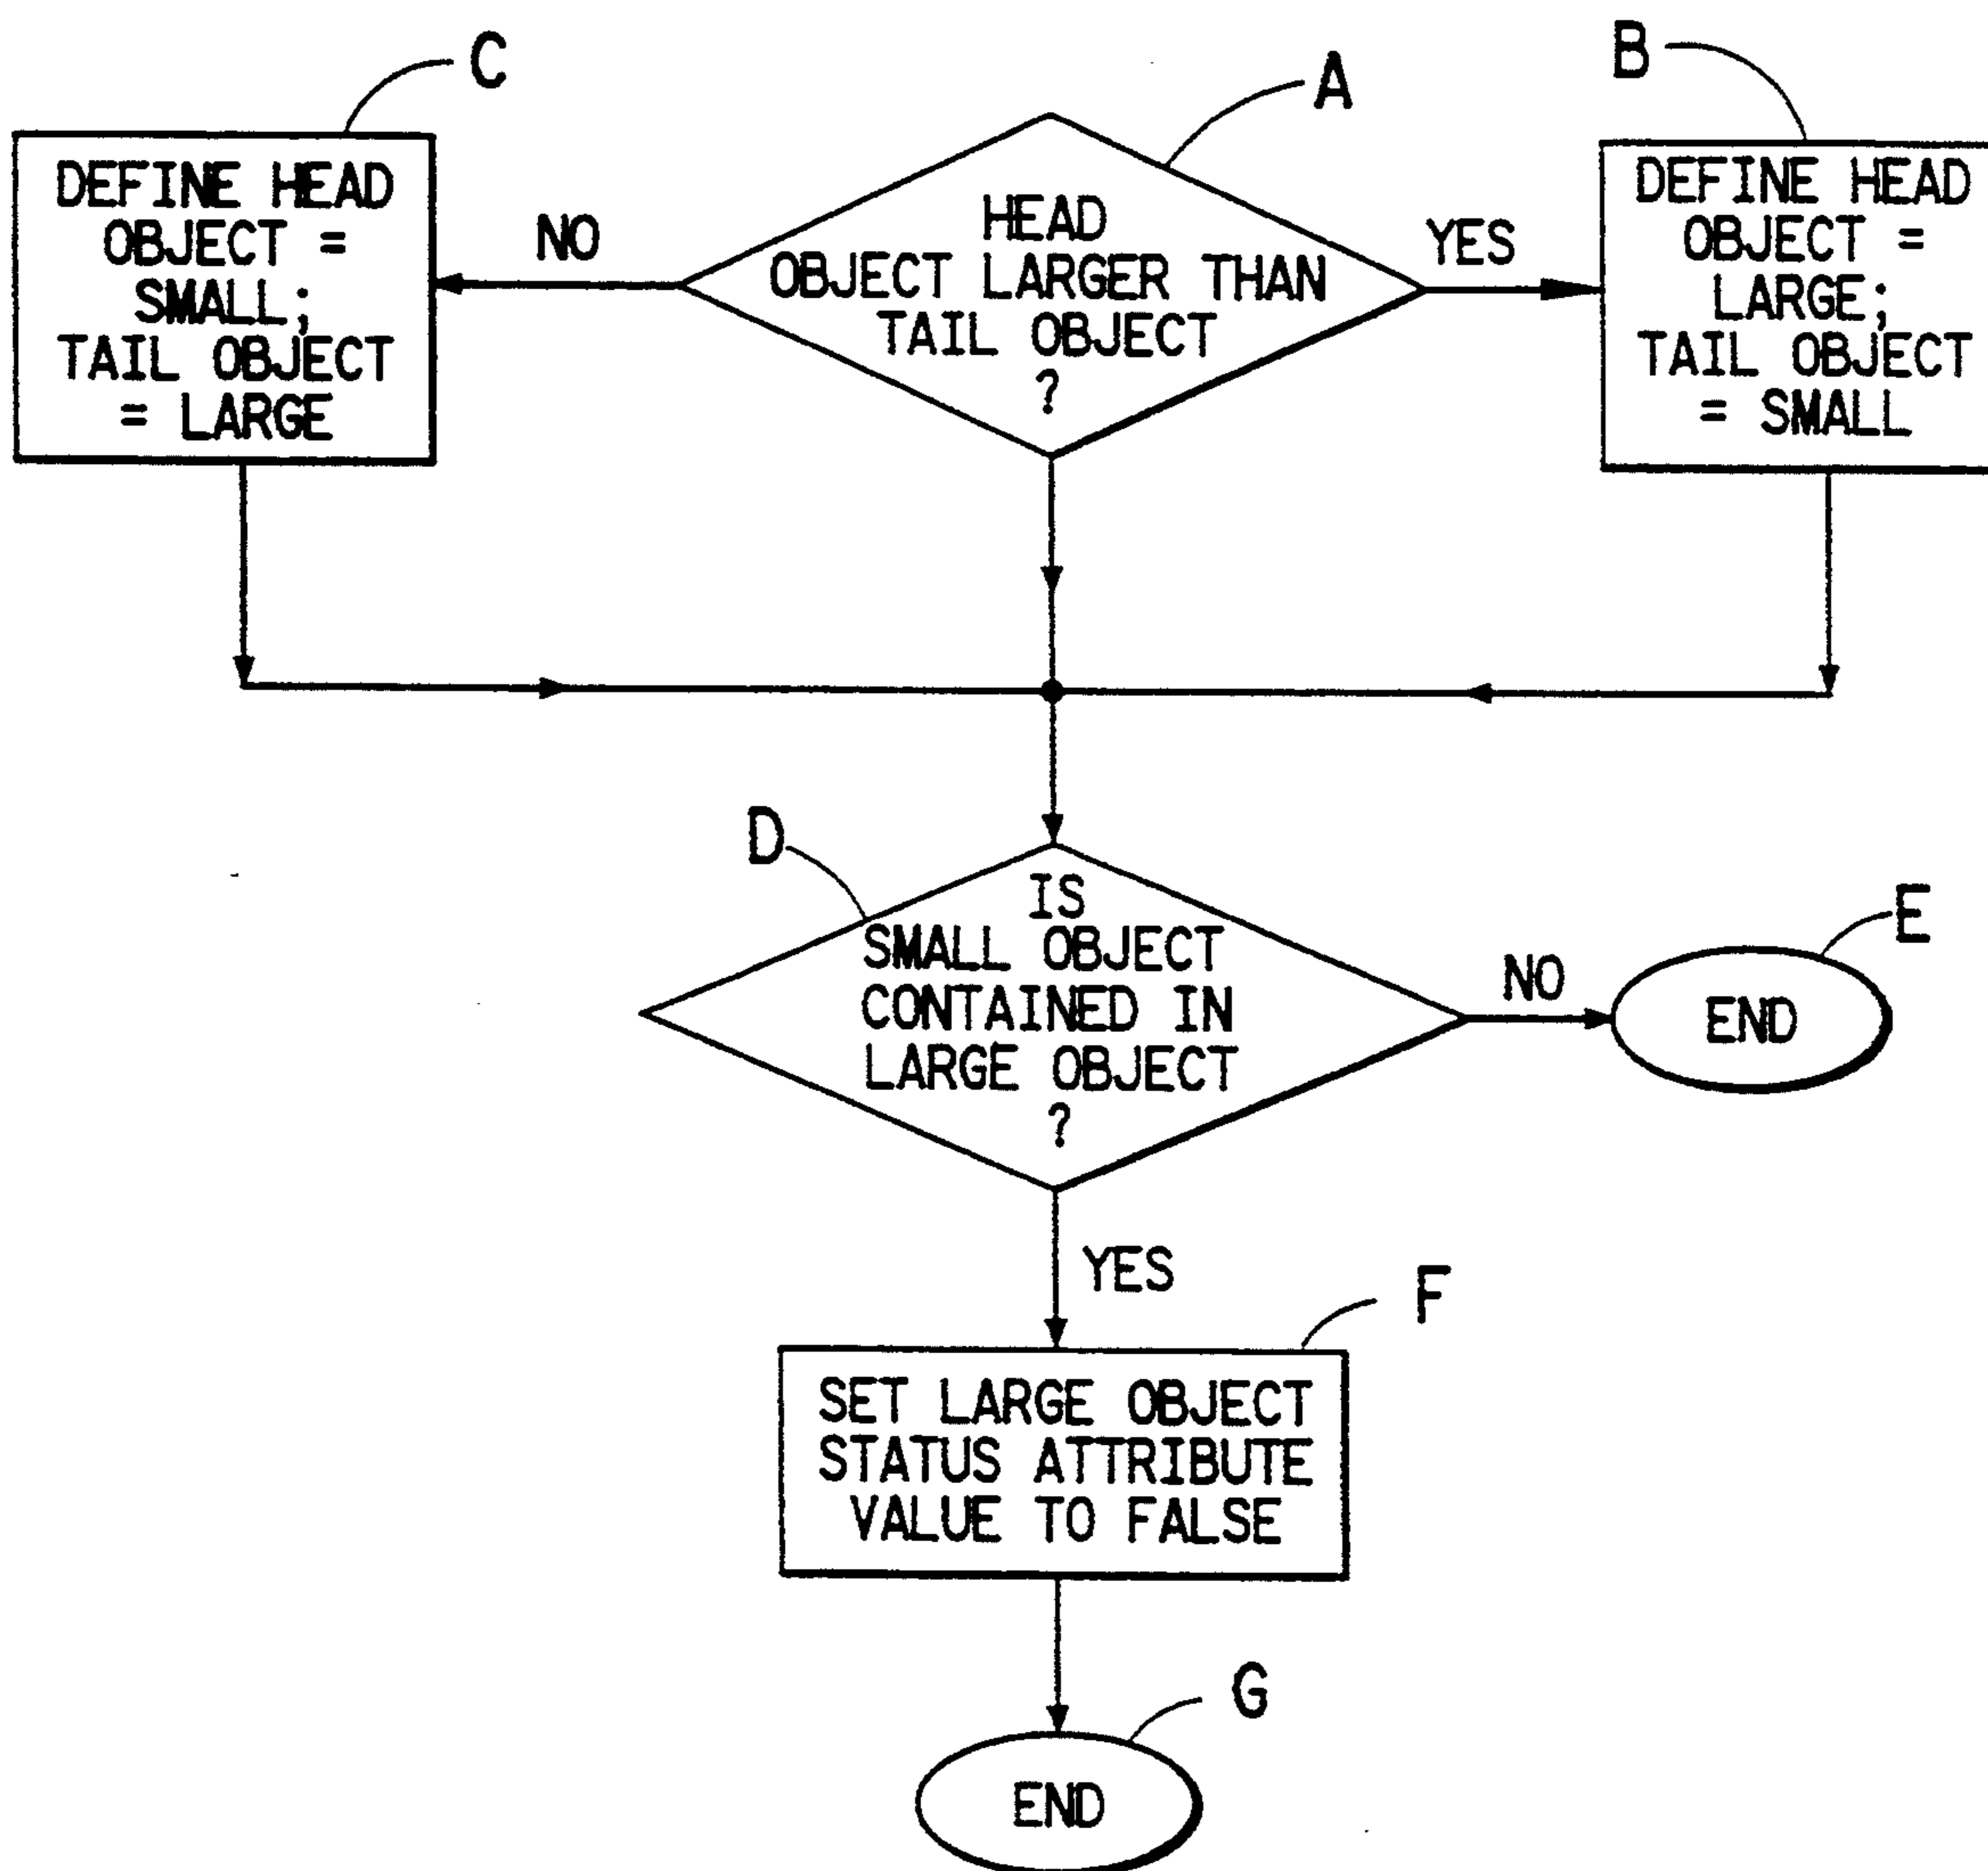 C
A
B
DEFINE HEAD
OBJECT =
SMALL;
TAIL OBJECT
= LARGE
NO
HEAD
OBJECT LARGER THAN
TAIL OBJECT
?
YES
DEFINE HEAD
OBJECT =
LARGE;
TAIL OBJECT
= SMALL
D
IS
SMALL OBJECT
CONTAINED IN
LARGE OBJECT
?
NO
E
END
YES
F
SET LARGE OBJECT
STATUS ATTRIBUTE
VALUE TO FALSE
G
END